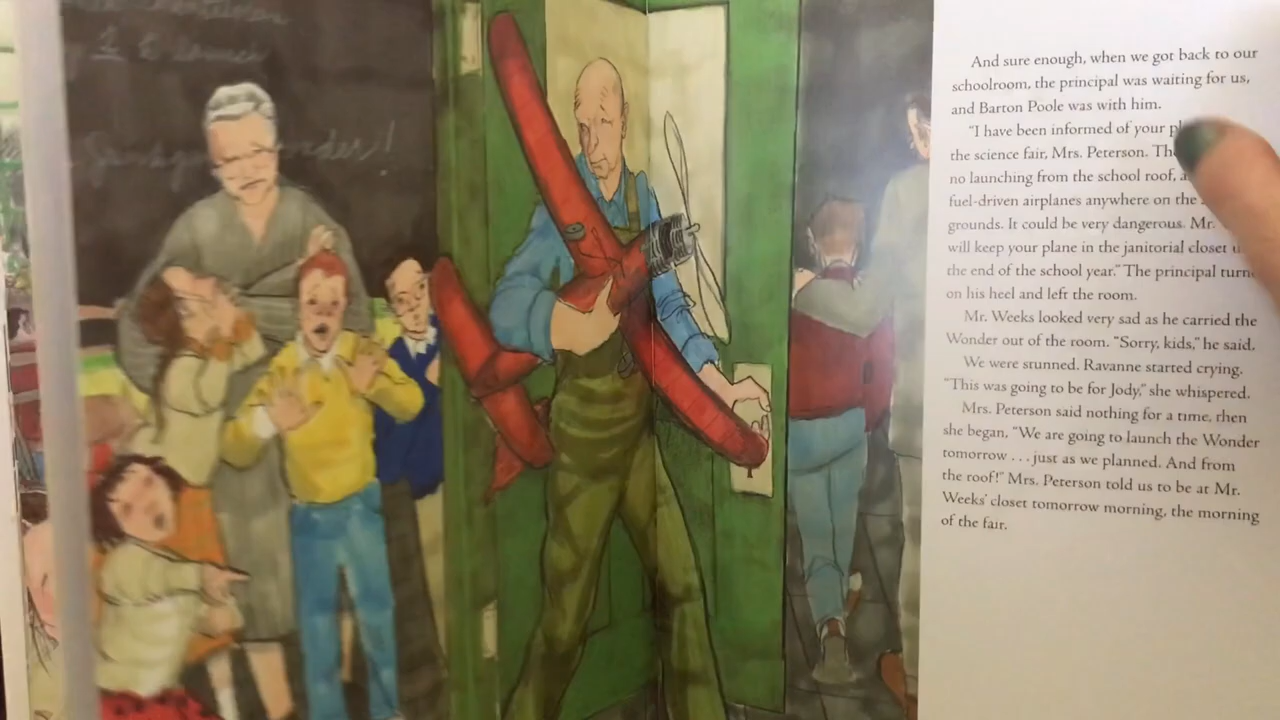 to launch
And sure enough, when we got back to our
schoolroom, the principal was waiting for us,
and Barton Poole was with him.
"I have been informed of your
the science fair, Mrs. Peterson.
no launching from the school roof,
fuel-driven airplanes anywhere on the
grounds. It could be very dangerous. Mr.
will keep your plane in the janitorial closet
the end of the school year." The principal
on his heel and left the room.
Mr. Weeks looked very sad as he carried the
Wonder out of the room. "Sorry, kids," he said.
We were stunned. Ravanne started crying.
"This was going to be for Jody," she whispered.
Mrs. Peterson said nothing for a time, then
she began, "We are going to launch the Wonder
tomorrow . . . just as we planned. And from
the roof!" Mrs. Peterson told us to be at Mr.
Weeks' closet tomorrow morning, the morning
of the fair.